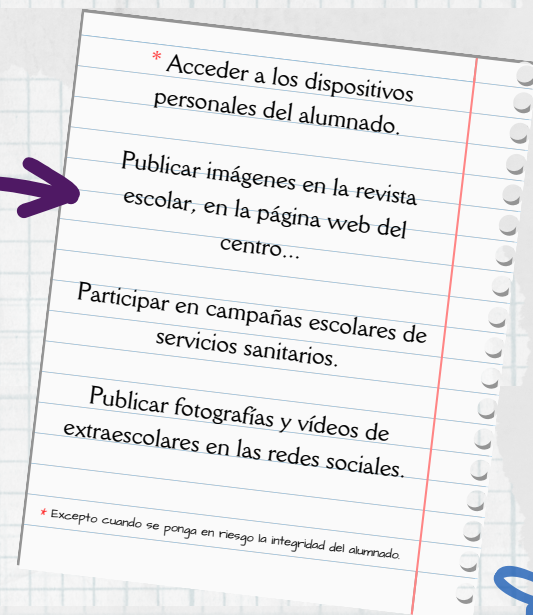 * Acceder a los dispositivos
personales del alumnado.
Publicar imágenes en la revista
escolar, en la página web del
centro...
Participar en campañas escolares de
servicios sanitarios.
Publicar fotografías y vídeos de
extraescolares en las redes sociales.
* Excepto cuando se ponga en riesgo la integridad del alumnado.